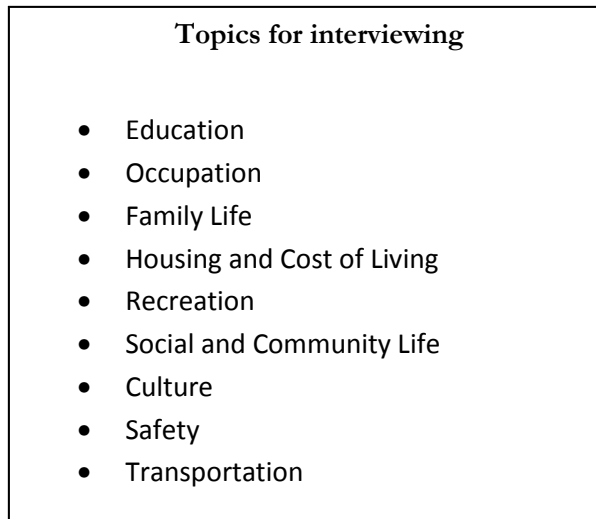 Topics for interviewing
• Education
• Occupation
• Family Life
• Housing and Cost of Living
• Recreation
• Social and Community Life
• Culture
• Safety
• Transportation